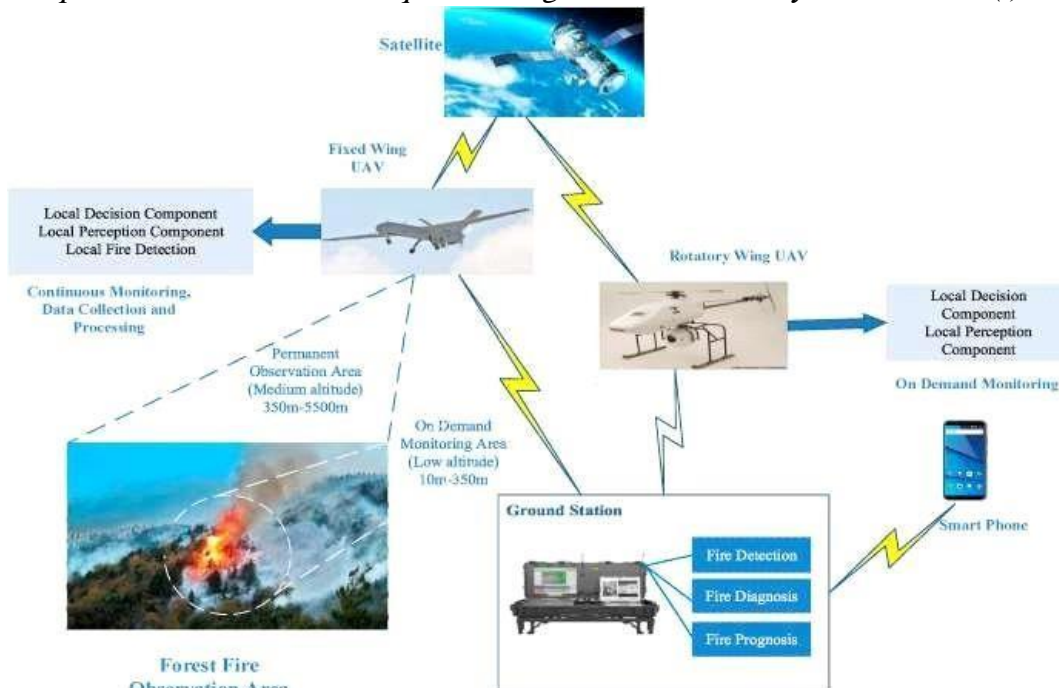 Satellite
Fixed Wing
UAV
Local Decision Component
Local Perception Component
Local Fire Detection
Continuous Monitoring,
Data Collection and
Processing
Rotatory Wing UAV
Local Decision
Component
Local Perception
Component
On Demand Monitoring
Permanent
Observation Area
(Medium altitude)
350m-5500m
On Demand
Monitoring Area
(Low altitude)
10m-350m
Ground Station
Fire Detection
Fire Diagnosis
Fire Prognosis
Smart Phone
Forest Fire
Observation Area